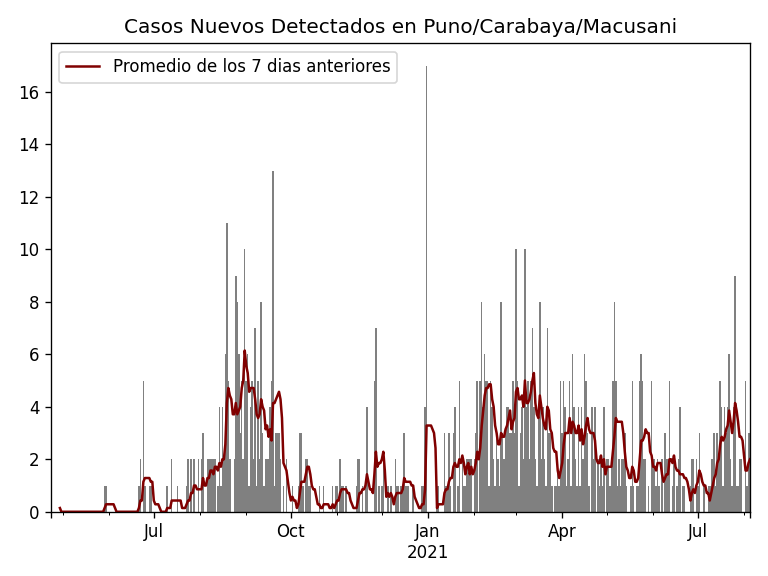 Casos Nuevos Detectados en Puno/Carabaya/Macusani
Promedio de los 7 dias anteriores
16
14
12
10
8
6
4
2
0
Jul
Oct
Jan
Apr
Jul
2021